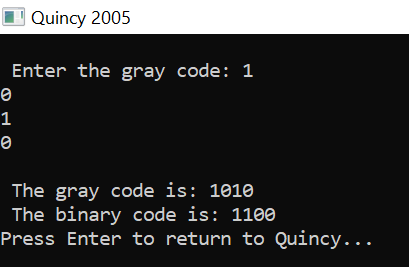 Quincy 2005
Enter the gray code: 1
0
1
0
The gray code is: 1010
The binary code is: 1100
Press Enter to return to Quincy...